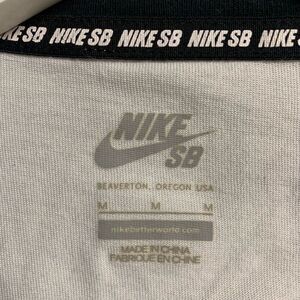 KE SB NIKE SB NIKE SB NIKE SB NIKE S
NIKE
SB
BEAVERTON, OREGON USA
M M M
nikebetterworld.com
MADE IN CHINA
FABRIQUE EN CHINE